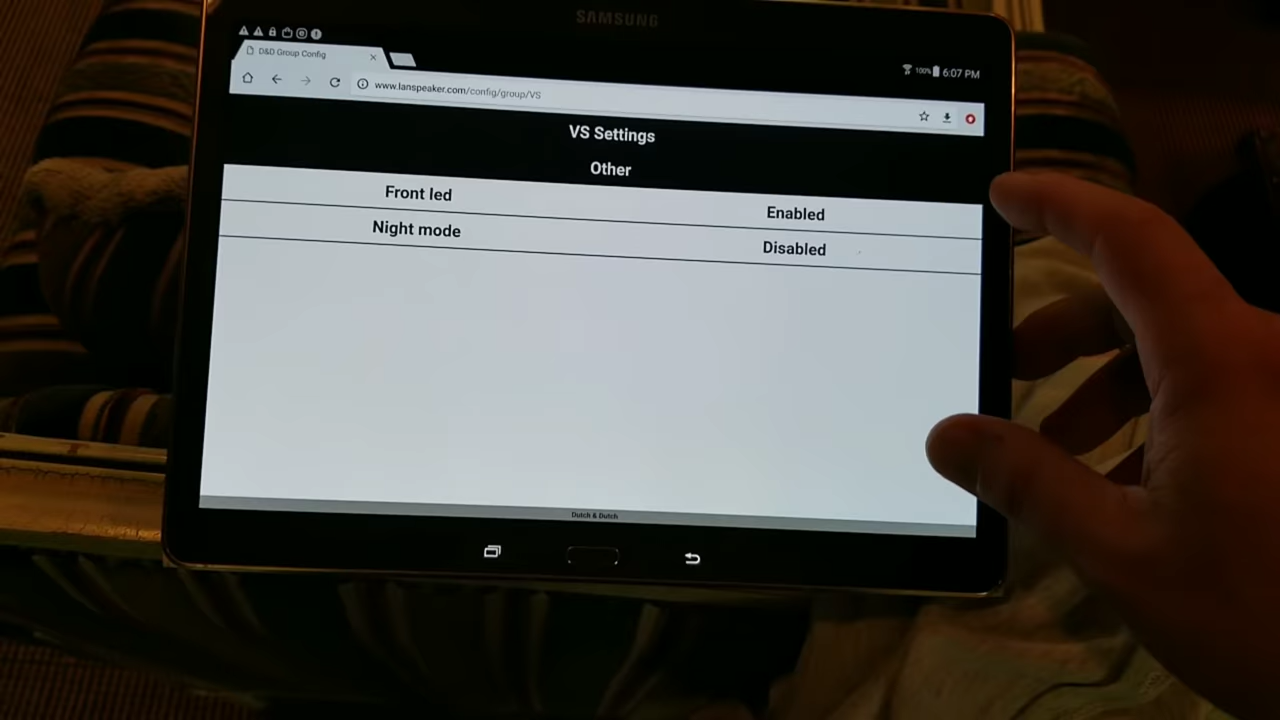 SAMSUNG
100% 6:07 PM
D&D Group Config
www.lanspeaker.com/config/group/VS
VS Settings
Other
Front led Enabled
Night mode Disabled
Dutch & Dutch